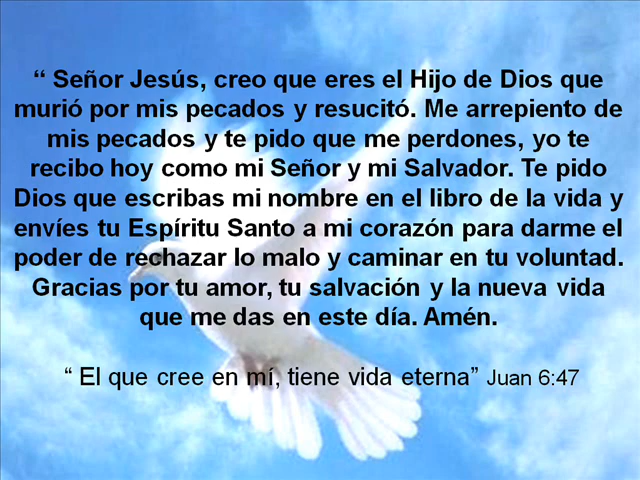 “ Señor Jesús, creo que eres el Hijo de Dios que
murió por mis pecados y resucitó. Me arrepiento de
mis pecados y te pido que me perdones, yo te
recibo hoy como mi Señor y mi Salvador. Te pido
Dios que escribas mi nombre en el libro de la vida y
envíes tu Espíritu Santo a mi corazón para darme el
poder de rechazar lo malo y caminar en tu voluntad.
Gracias por tu amor, tu salvación y la nueva vida
que me das en este día. Amén.
“ El que cree en mí, tiene vida eterna” Juan 6:47